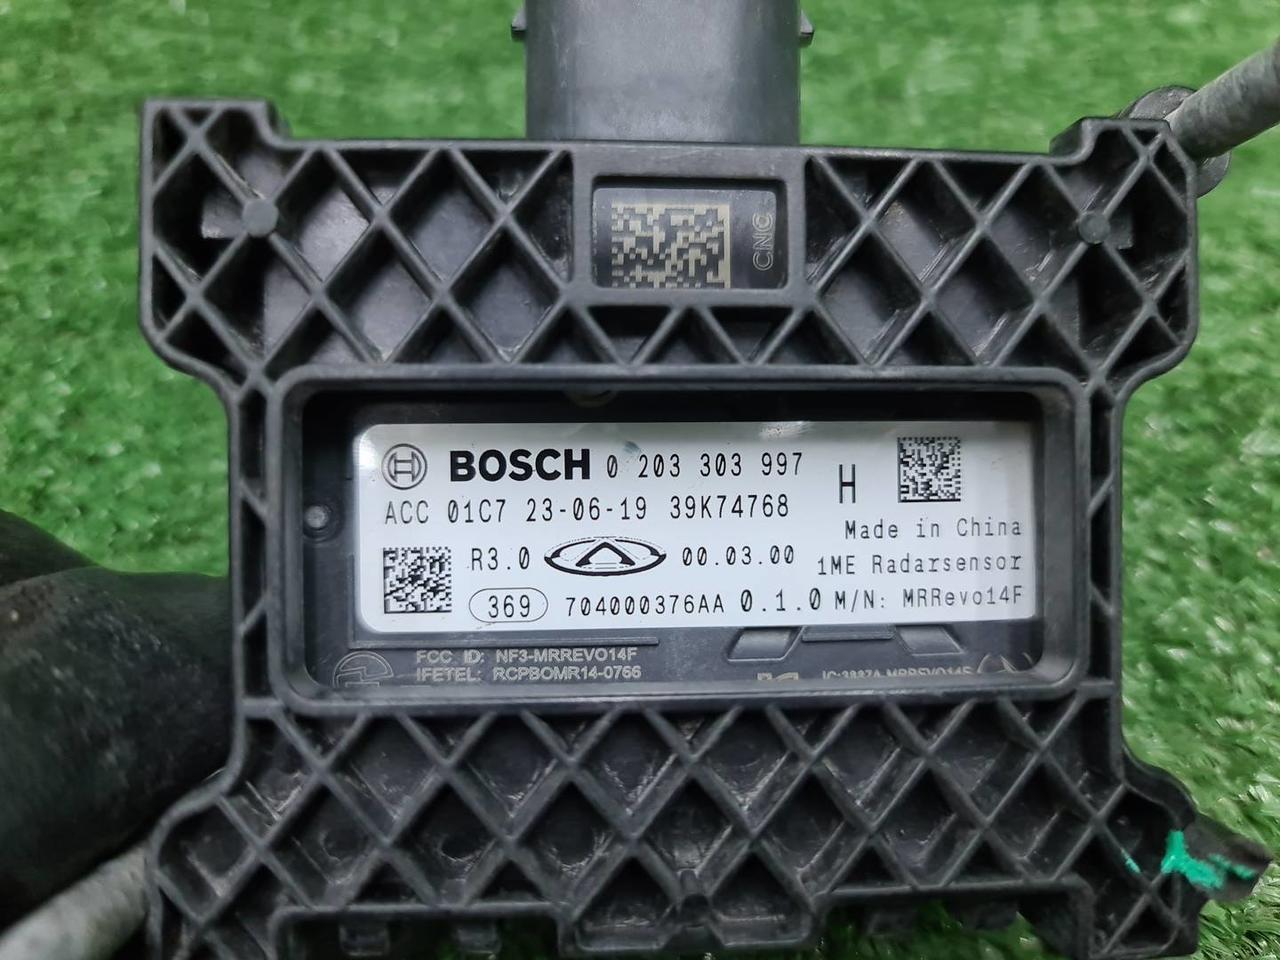 CNC
BOSCH 0 203 303 997
H
ACC 01C7 23-06-19 39K74768
Made in China
R3.0 00.03.00 1ME Radarsensor
369 704000376AA 0.1.0 M/N: MRRevo14F
FCC ID: NF3-MRREVO14F
IFETEL: RCPBOMR14-0766